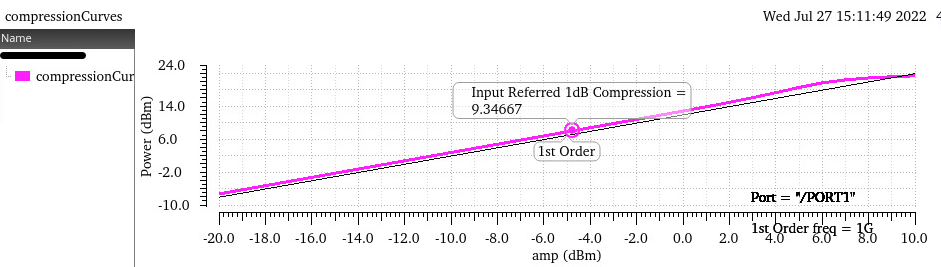 compressionCurves
Wed Jul 27 15:11:49 2022 4
Name
compressionCur
Power (dBm)
24.0
14.0
6.0
-2.0
-10.0
Input Referred 1dB Compression =
9.34667
1st Order
Port = "/PORT1"
1st Order freq = 1G
-20.0 -18.0 -16.0 -14.0 -12.0 -10.0 -8.0 -6.0 -4.0 -2.0 0.0 2.0 4.0 6.0 8.0 10.0
amp (dBm)